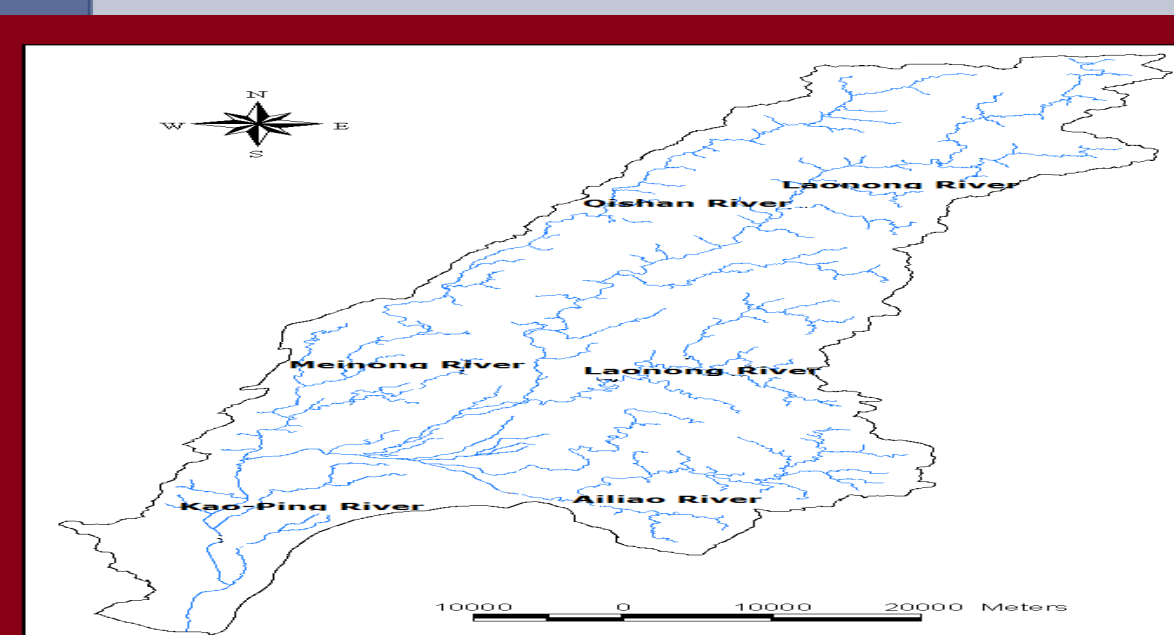 N
W E
S
Laonong River
Qishan River
Meinong River
Laonong River
Ailiao River
Kao-Ping River
10000 0 10000 20000 Meters